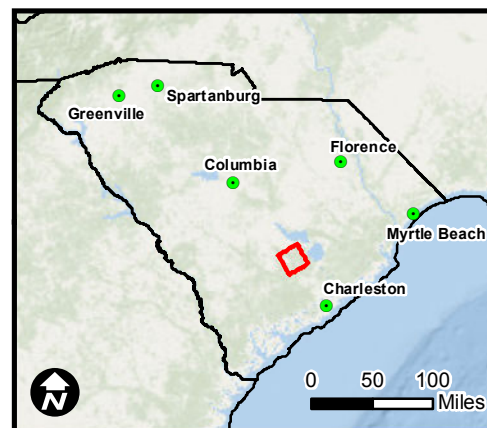 Spartanburg
Greenville
Florence
Columbia
Myrtle Beach
Charleston
0 50 100
Miles
N